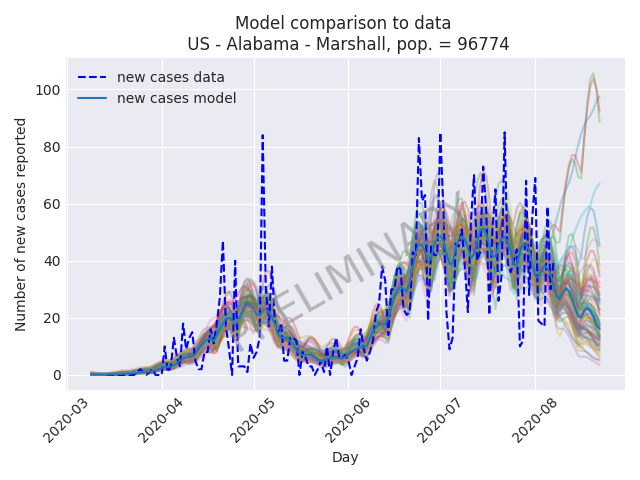 Model comparison to data
US - Alabama - Marshall, pop. = 96774
new cases data
new cases model
PRELIMINARY
Number of new cases reported
100
80
60
40
20
0
2020-03
2020-04
2020-05
2020-06
2020-07
2020-08
Day